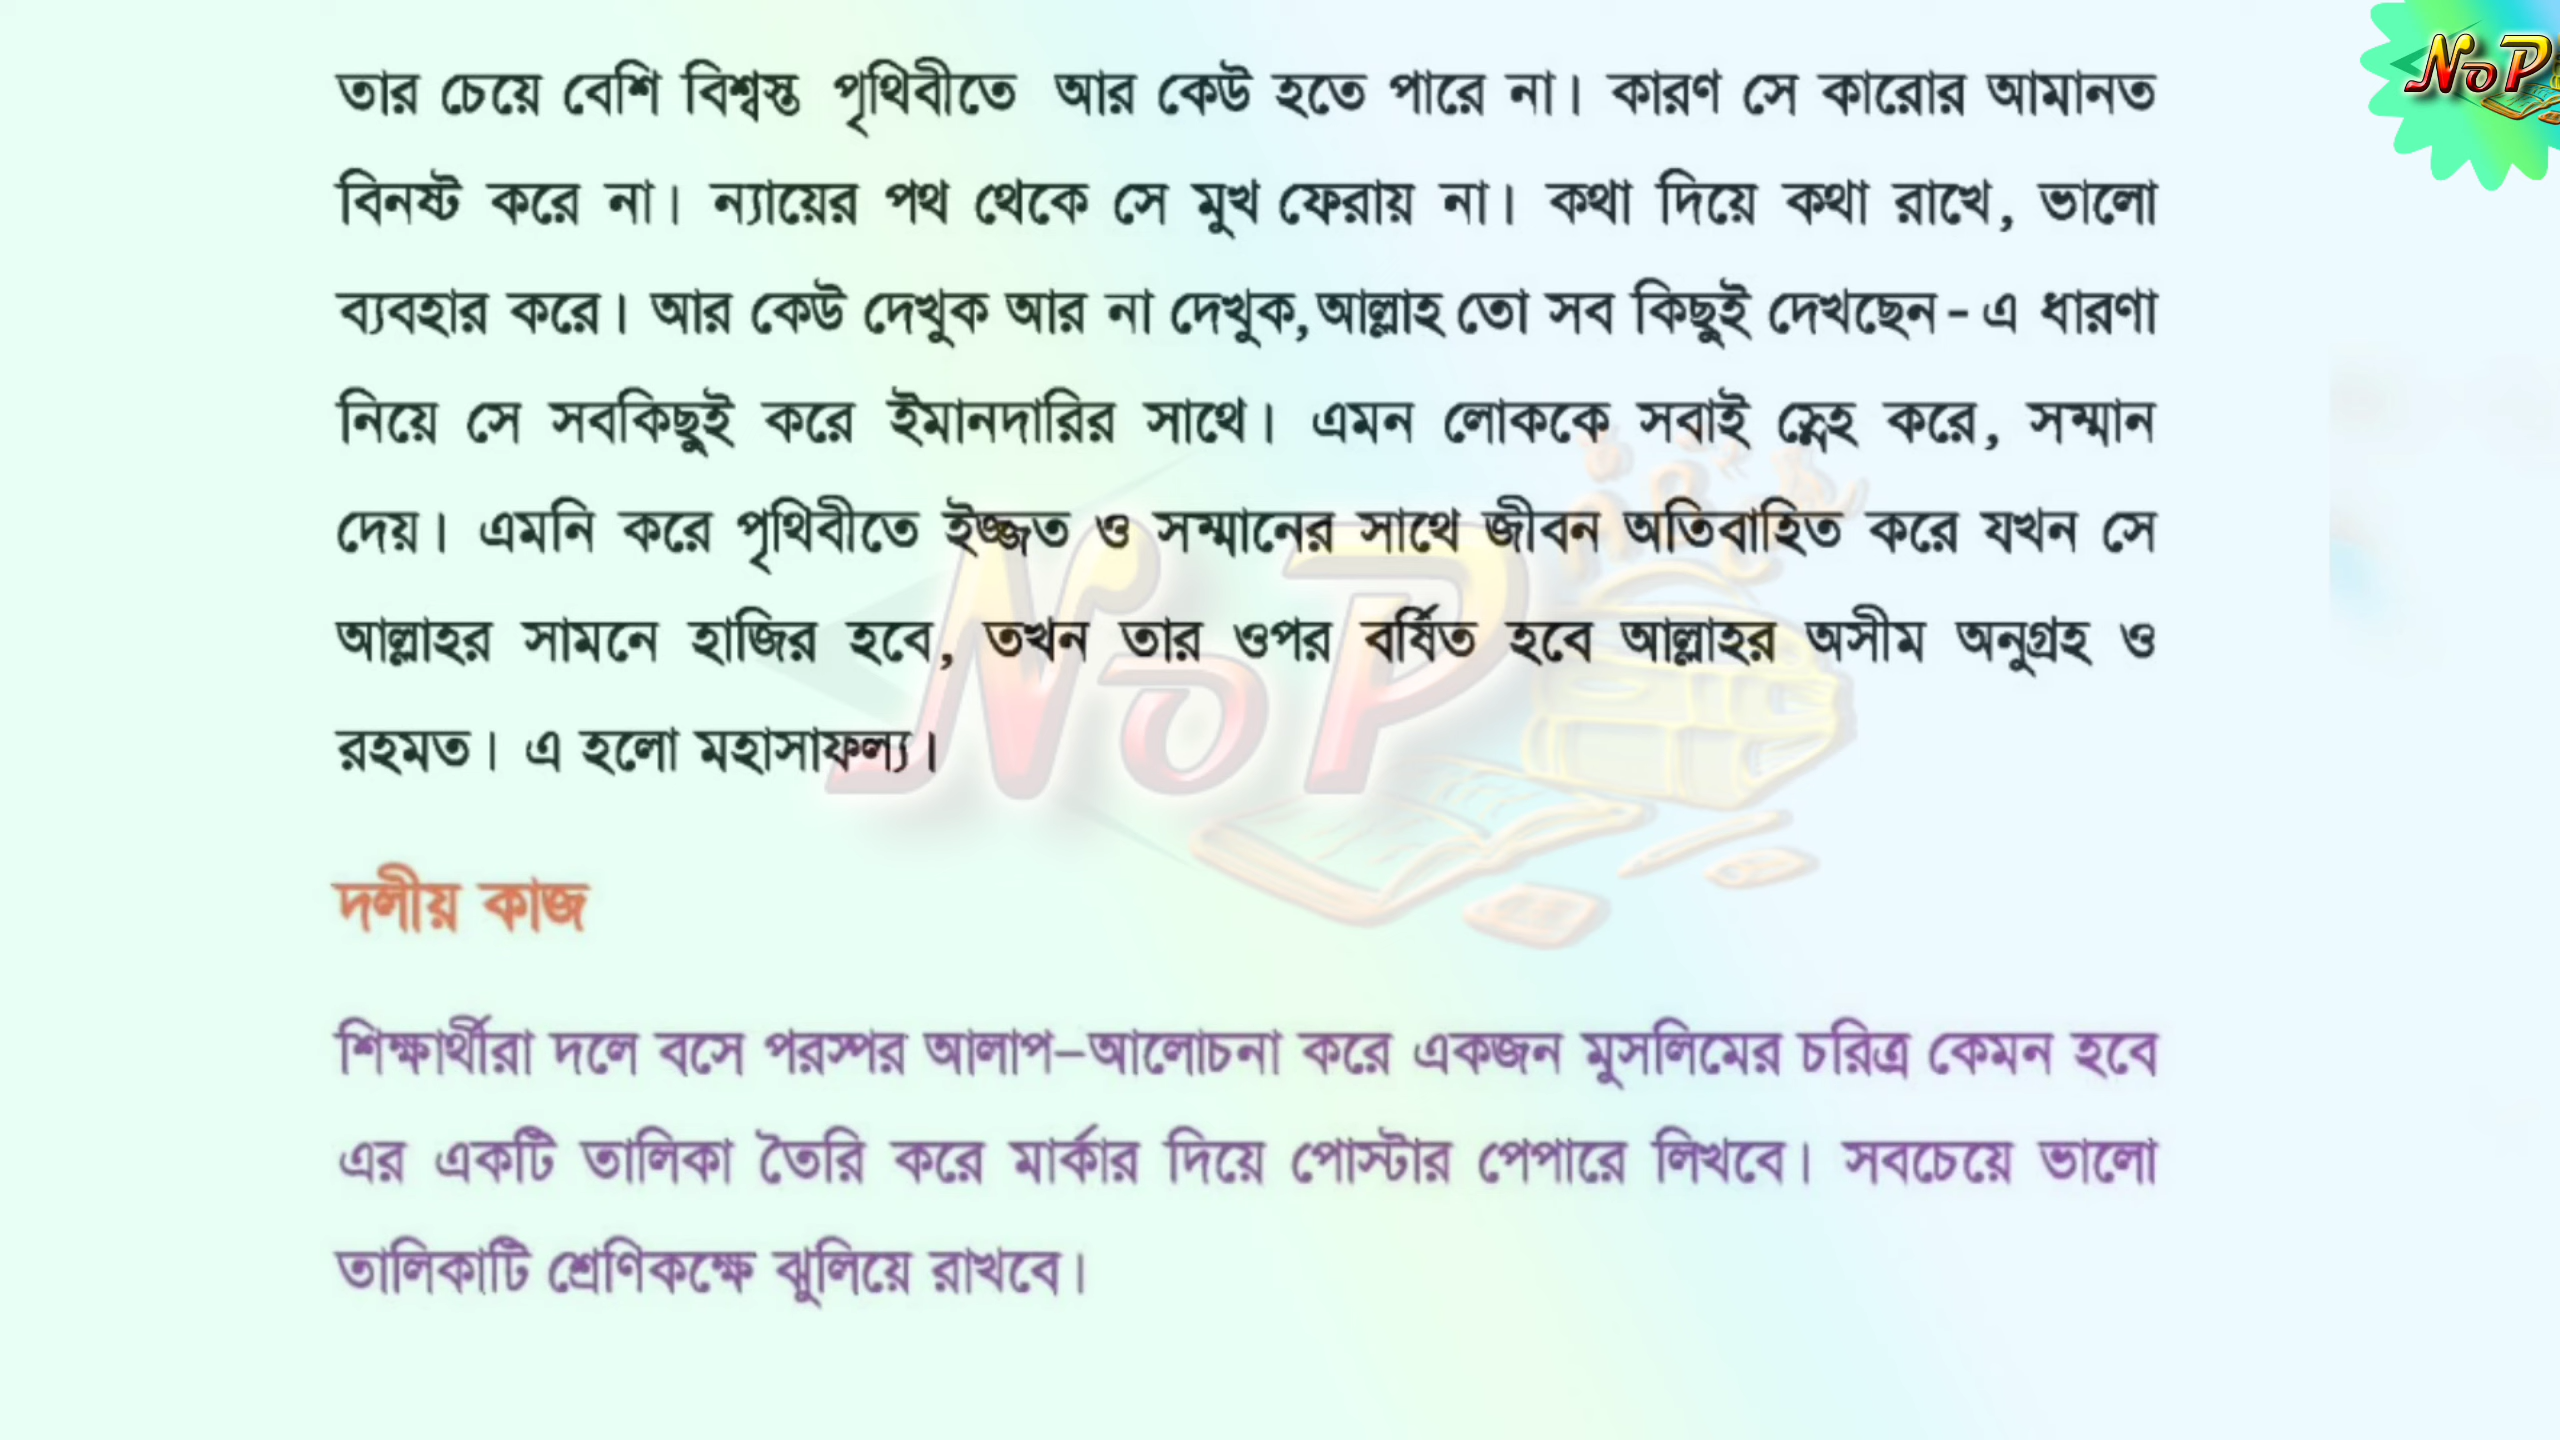 NoP
তার চেয়ে বেশি বিশ্বস্ত পৃথিবীতে আর কেউ হতে পারে না। কারণ সে কারোর আমানত
বিনষ্ট করে না। ন্যায়ের পথ থেকে সে মুখ ফেরায় না। কথা দিয়ে কথা রাখে, ভালো
ব্যবহার করে। আর কেউ দেখুক আর না দেখুক,আল্লাহ তো সব কিছুই দেখছেন- এ ধারণা
নিয়ে সে সবকিছুই করে ইমানদারির সাথে। এমন লোককে সবাই স্নেহ করে, সম্মান
দেয়। এমনি করে পৃথিবীতে ইজ্জত ও সম্মানের সাথে জীবন অতিবাহিত করে যখন সে
আল্লাহর সামনে হাজির হবে, তখন তার ওপর বর্ষিত হবে আল্লাহর অসীম অনুগ্রহ ও
রহমত। এ হলো মহাসাফল্য।
NoP
দলীয় কাজ
শিক্ষার্থীরা দলে বসে পরস্পর আলাপ–আলোচনা করে একজন মুসলিমের চরিত্র কেমন হবে
এর একটি তালিকা তৈরি করে মার্কার দিয়ে পোস্টার পেপারে লিখবে। সবচেয়ে ভালো
তালিকাটি শ্রেণিকক্ষে ঝুলিয়ে রাখবে।